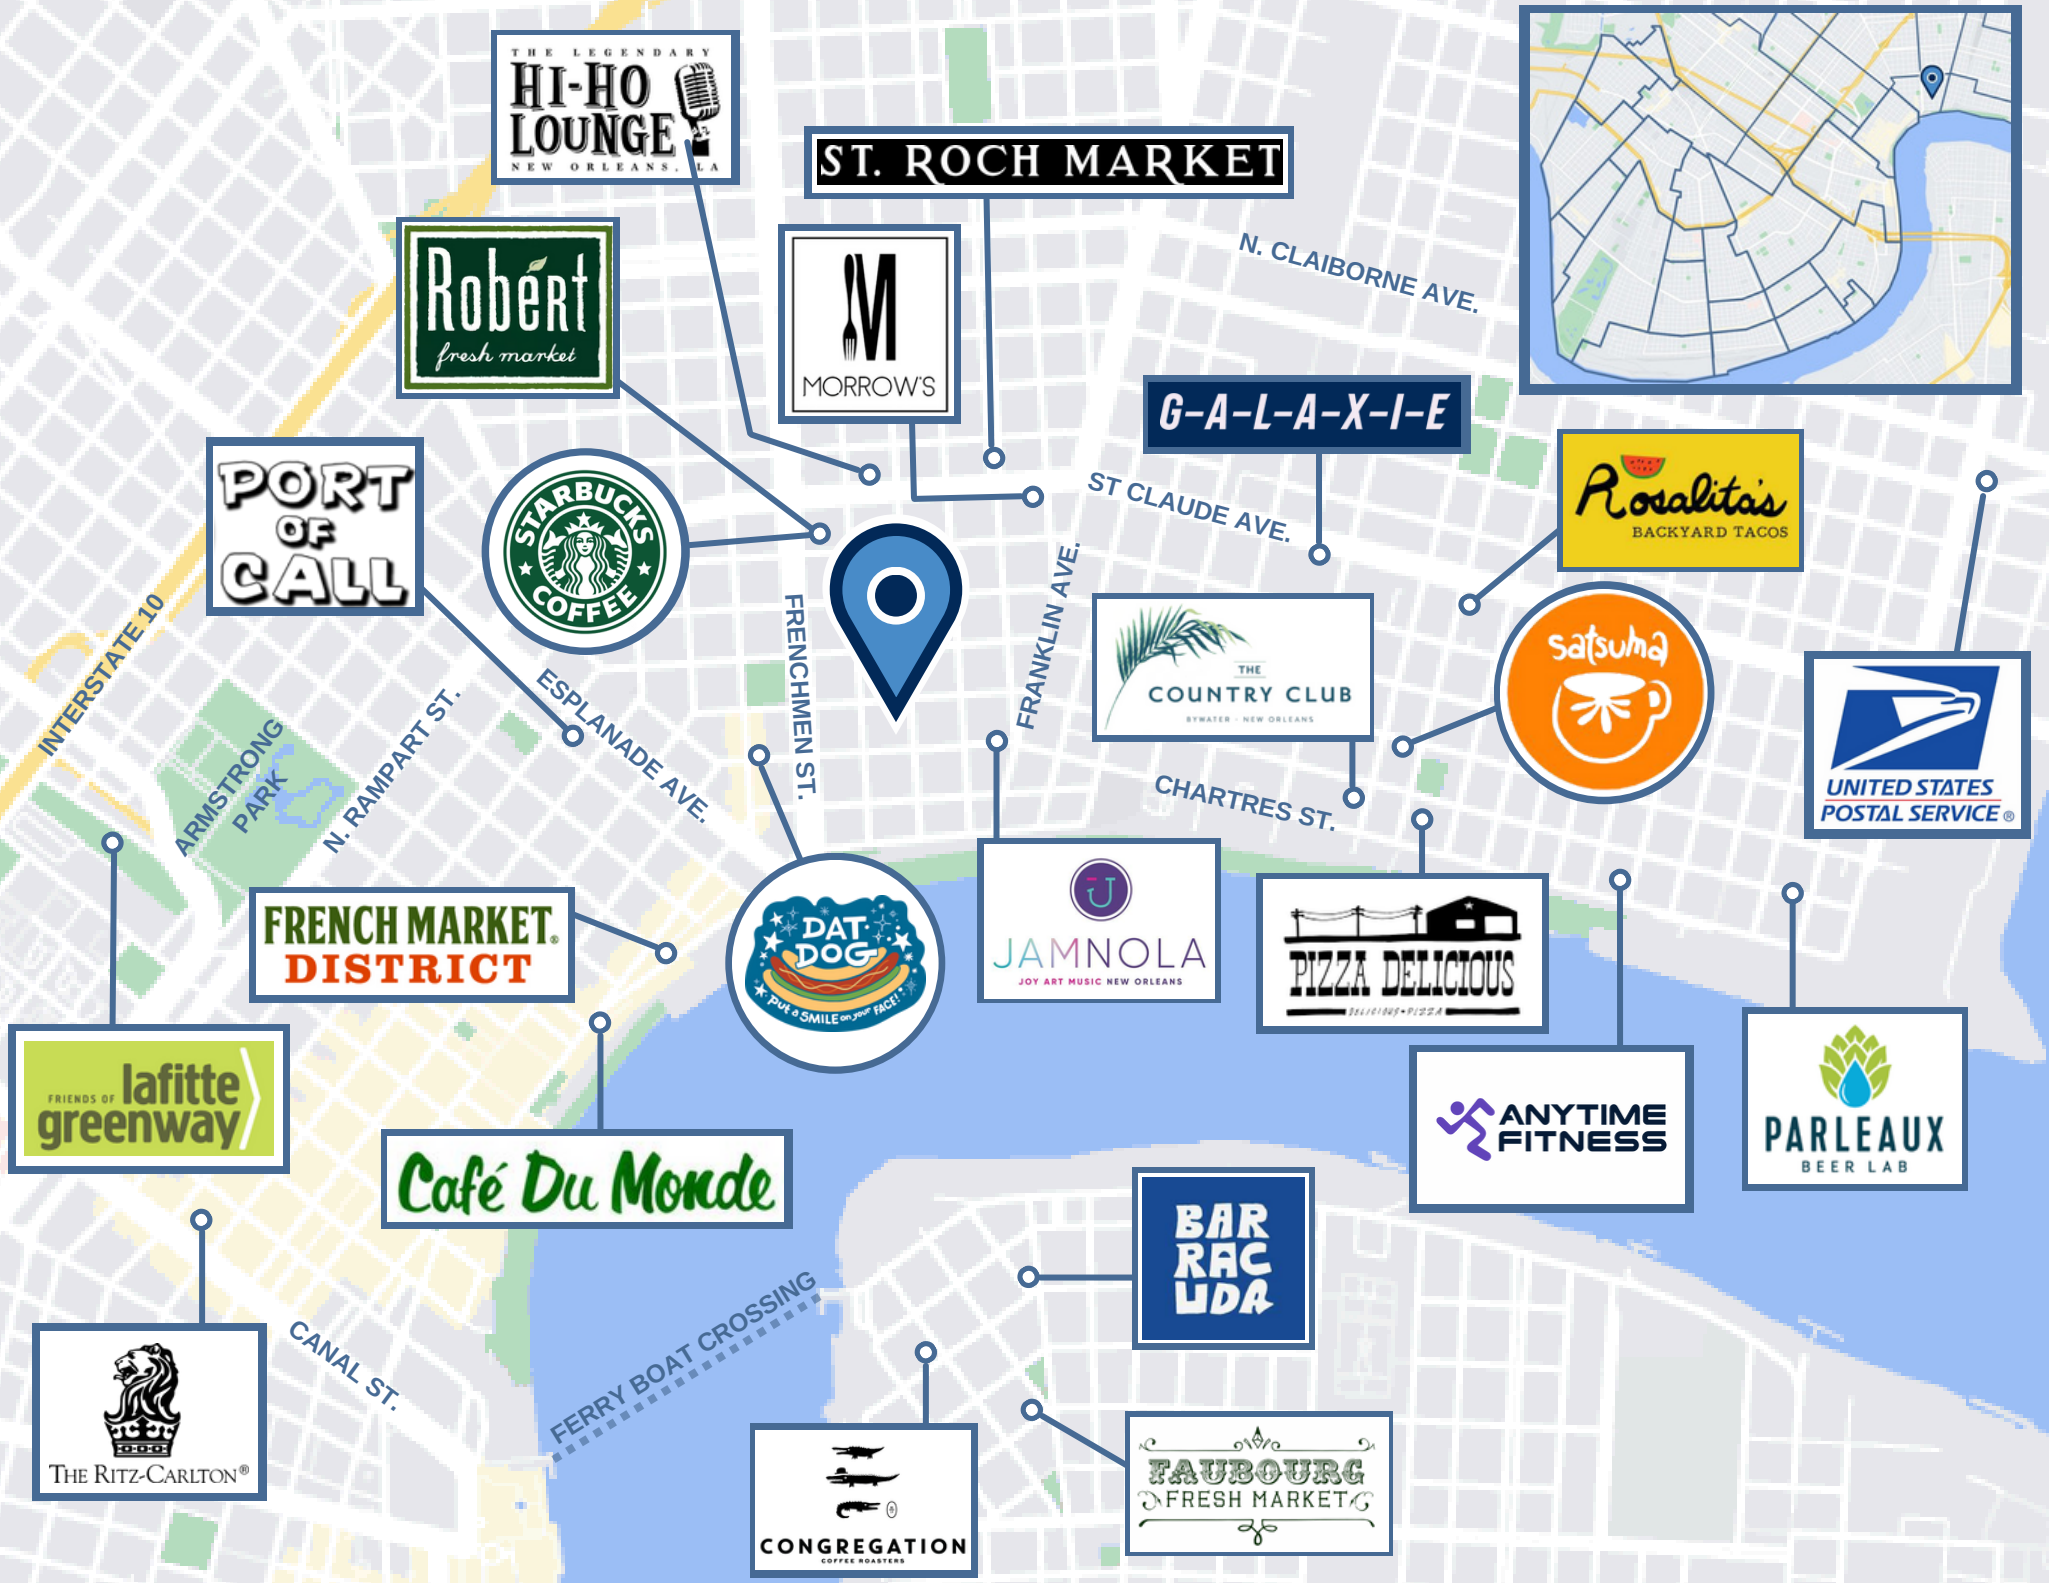 THE LEGENDARY
HI-HO
LOUNGE
NEW ORLEANS, LA
ST. ROCH MARKET
Robért
fresh market
M
MORROW'S
N. CLAIBORNE AVE.
G-A-L-A-X-I-E
PORT
OF
CALL
STARBUCKS
COFFEE
ST CLAUDE AVE.
Rosalita's
BACKYARD TACOS
INTERSTATE 10
ARMSTRONG
PARK
N. RAMPART ST.
ESPLANADE AVE.
FRENCHMEN ST.
FRANKLIN AVE.
THE
COUNTRY CLUB
BYWATER - NEW ORLEANS
satsuma
UNITED STATES
POSTAL SERVICE®
CHARTRES ST.
FRENCH MARKET®
DISTRICT
DAT
DOG
Put a SMILE on your FACE!
J
JAMNOLA
JOY ART MUSIC NEW ORLEANS
PIZZA DELICIOUS
DELICIOUS PIZZA
FRIENDS OF lafitte
greenway
Café Du Monde
ANYTIME
FITNESS
PARLEAUX
BEER LAB
BAR
RAC
UDA
THE RITZ-CARLTON®
CANAL ST.
FERRY BOAT CROSSING
CONGREGATION
COFFEE ROASTERS
FAUBOURG
FRESH MARKET